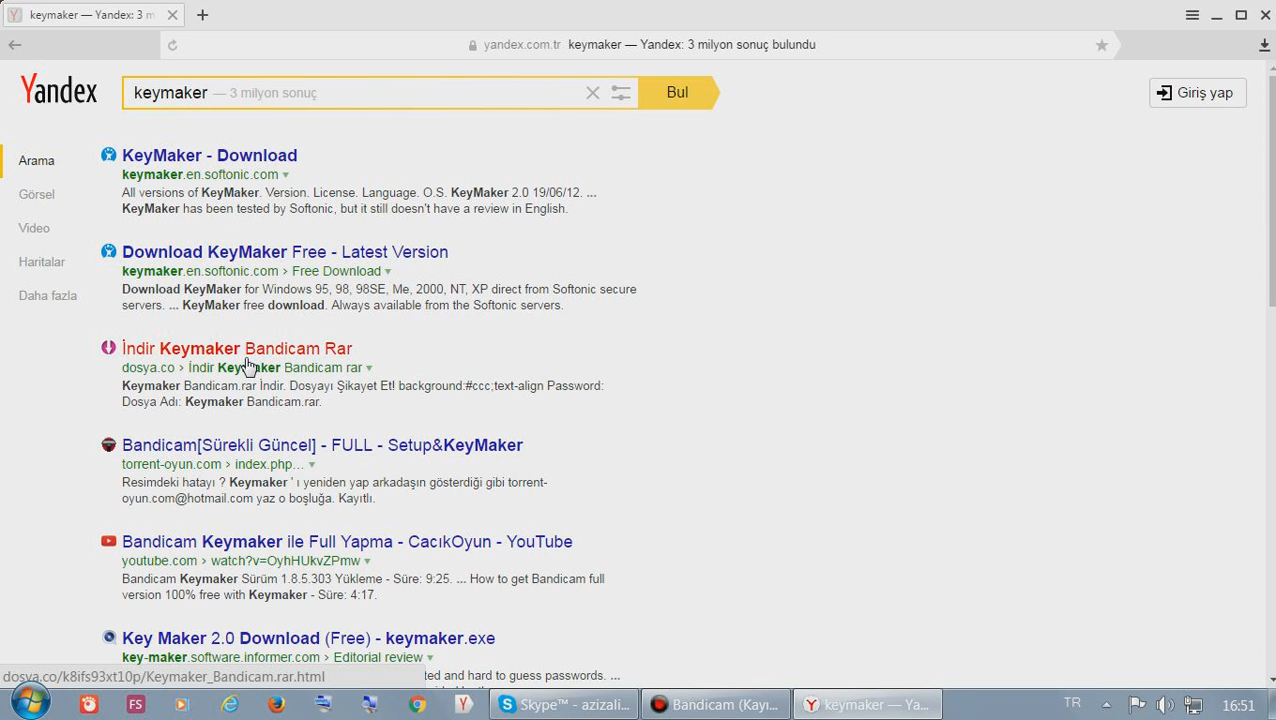 keymaker — Yandex: 3 m
yandex.com.tr keymaker — Yandex: 3 milyon sonuç bulundu
Yandex
keymaker — 3 milyon sonuç
Bul
Giriş yap
Arama
Görsel
Video
Haritalar
Daha fazla
KeyMaker - Download
keymaker.en.softonic.com
All versions of KeyMaker. Version. License. Language. O.S. KeyMaker 2.0 19/06/12. ...
KeyMaker has been tested by Softonic, but it still doesn't have a review in English.
Download KeyMaker Free - Latest Version
keymaker.en.softonic.com › Free Download
Download KeyMaker for Windows 95, 98, 98SE, Me, 2000, NT, XP direct from Softonic secure
servers. ... KeyMaker free download. Always available from the Softonic servers.
İndir Keymaker Bandicam Rar
dosya.co › İndir Keymaker Bandicam rar
Keymaker Bandicam.rar İndir. Dosyayı Şikayet Et! background:#ccc;text-align Password:
Dosya Adı: Keymaker Bandicam.rar.
Bandicam[Sürekli Güncel] - FULL - Setup&KeyMaker
torrent-oyun.com › index.php...
Resimdeki hatayı ? Keymaker ' ı yeniden yap arkadaşın gösterdiği gibi torrent-
oyun.com@hotmail.com yaz o boşluğa. Kayıtlı.
Bandicam Keymaker ile Full Yapma - CacıkOyun - YouTube
youtube.com › watch?v=OyhHUkvZPmw
Bandicam Keymaker Sürüm 1.8.5.303 Yükleme - Süre: 9:25. ... How to get Bandicam full
version 100% free with Keymaker - Süre: 4:17.
Key Maker 2.0 Download (Free) - keymaker.exe
key-maker.software.informer.com › Editorial review
ted and hard to guess passwords. ...
dosya.co/k8ifs93xt10p/Keymaker_Bandicam.rar.html
FS
Skype™ - azizali...
Bandicam (Kayı...
keymaker — Ya...
TR
16:51